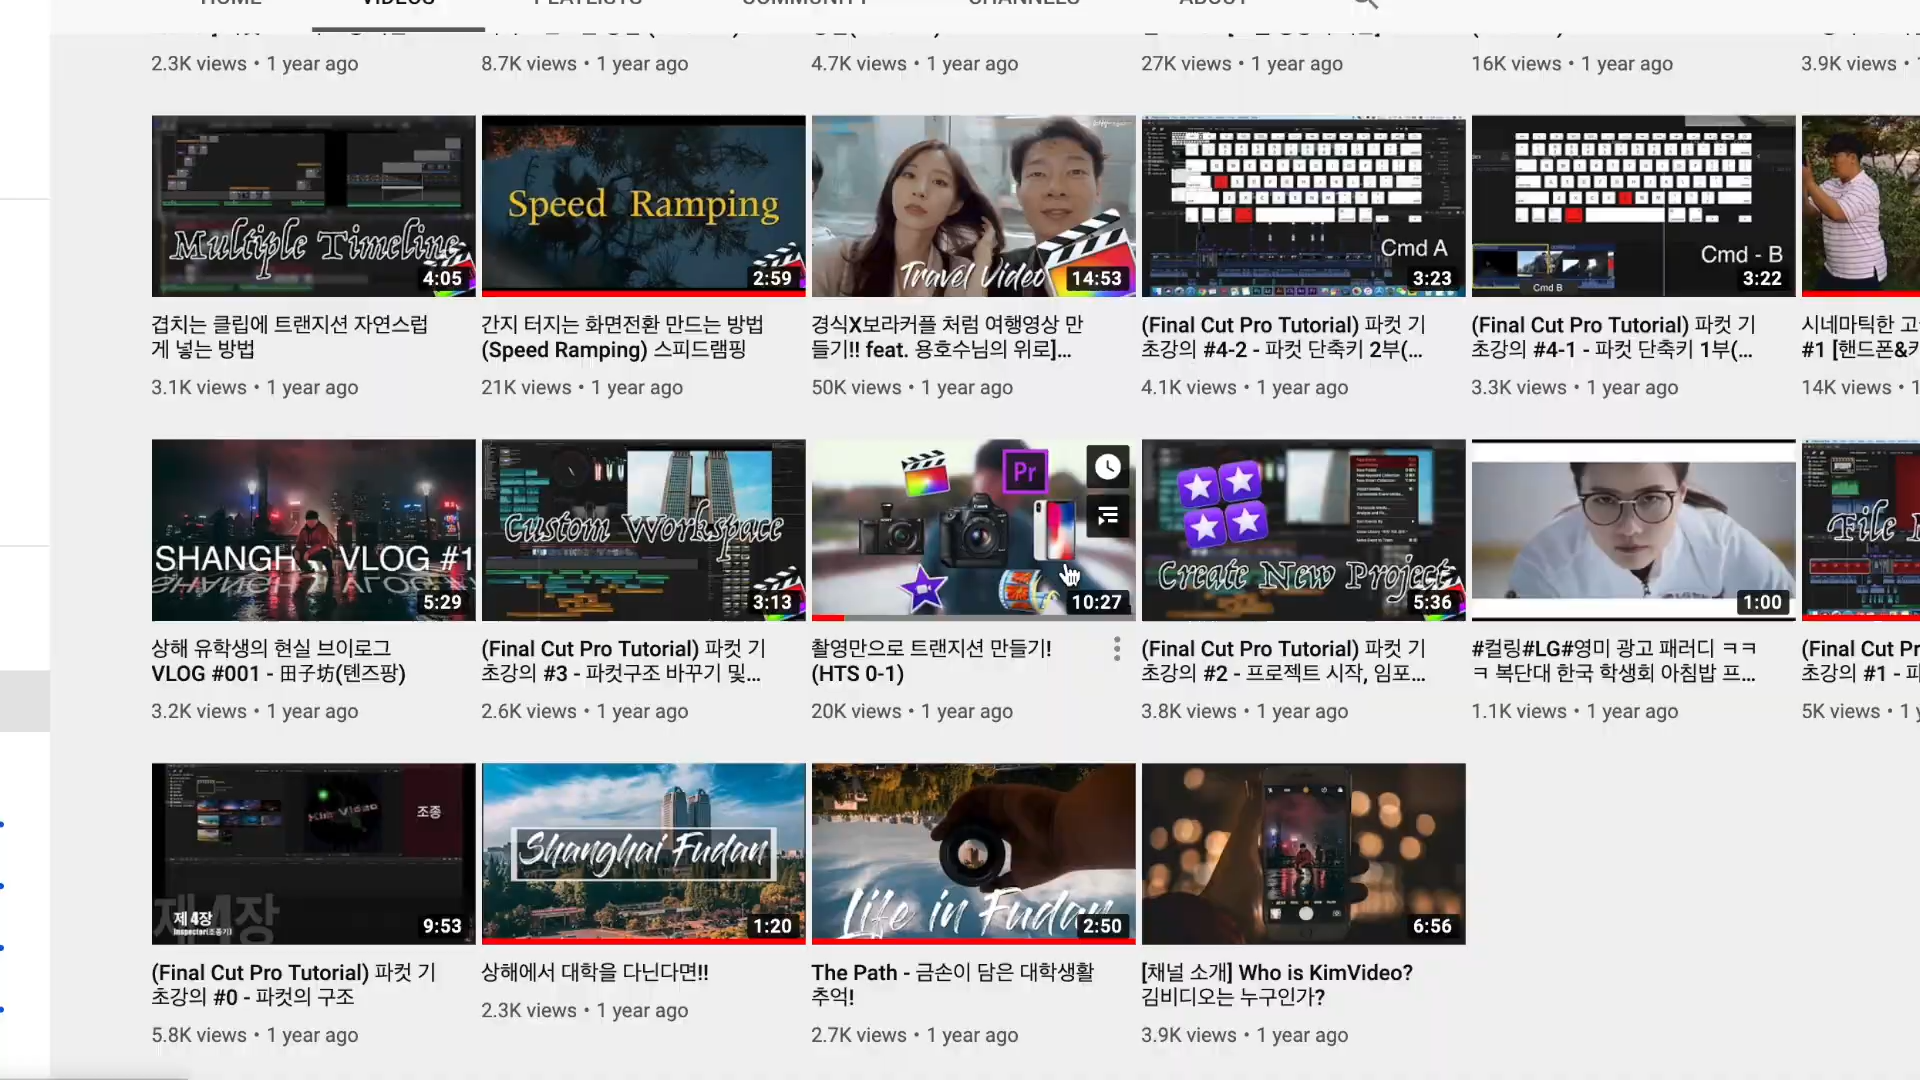 HOME VIDEOS PLAYLISTS COMMUNITY CHANNELS ABOUT
2.3K views • 1 year ago
8.7K views • 1 year ago
4.7K views • 1 year ago
27K views • 1 year ago
16K views • 1 year ago
3.9K views •
Multiple Timeline
4:05
Speed Ramping
2:59
Travel Video
14:53
Cmd A
3:23
Cmd - B
Cmd B
3:22
겹치는 클립에 트랜지션 자연스럽
게 넣는 방법
3.1K views • 1 year ago
간지 터지는 화면전환 만드는 방법
(Speed Ramping) 스피드램핑
21K views • 1 year ago
경식X보라커플 처럼 여행영상 만
들기!! feat. 용호수님의 위로]...
50K views • 1 year ago
(Final Cut Pro Tutorial) 파컷 기
초강의 #4-2 - 파컷 단축키 2부(...
4.1K views • 1 year ago
(Final Cut Pro Tutorial) 파컷 기
초강의 #4-1 - 파컷 단축키 1부(...
3.3K views • 1 year ago
시네마틱한
#1 [핸드폰&
14K views • 1
SHANGH I VLOG #1
5:29
Custom Workspace
3:13
Pr
10:27
Create New Project
5:36
1:00
File
상해 유학생의 현실 브이로그
VLOG #001 - 田子坊(톈즈팡)
3.2K views • 1 year ago
(Final Cut Pro Tutorial) 파컷 기
초강의 #3 - 파컷구조 바꾸기 및...
2.6K views • 1 year ago
촬영만으로 트랜지션 만들기!
(HTS 0-1)
20K views • 1 year ago
(Final Cut Pro Tutorial) 파컷 기
초강의 #2 - 프로젝트 시작, 임포...
3.8K views • 1 year ago
#컬링#LG#영미 광고 패러디 ㅋㅋ
ㅋ 복단대 한국 학생회 아침밥 프...
1.1K views • 1 year ago
(Final Cut Pr
초강의 #1 - 파
5K views • 1 y
Kim Video
조종
제 4장
Inspector(조종기)
9:53
Shanghai Fudan
1:20
Life in Fudan
2:50
6:56
(Final Cut Pro Tutorial) 파컷 기
초강의 #0 - 파컷의 구조
5.8K views • 1 year ago
상해에서 대학을 다닌다면!!
2.3K views • 1 year ago
The Path - 금손이 담은 대학생활
추억!
2.7K views • 1 year ago
[채널 소개] Who is KimVideo?
김비디오는 누구인가?
3.9K views • 1 year ago